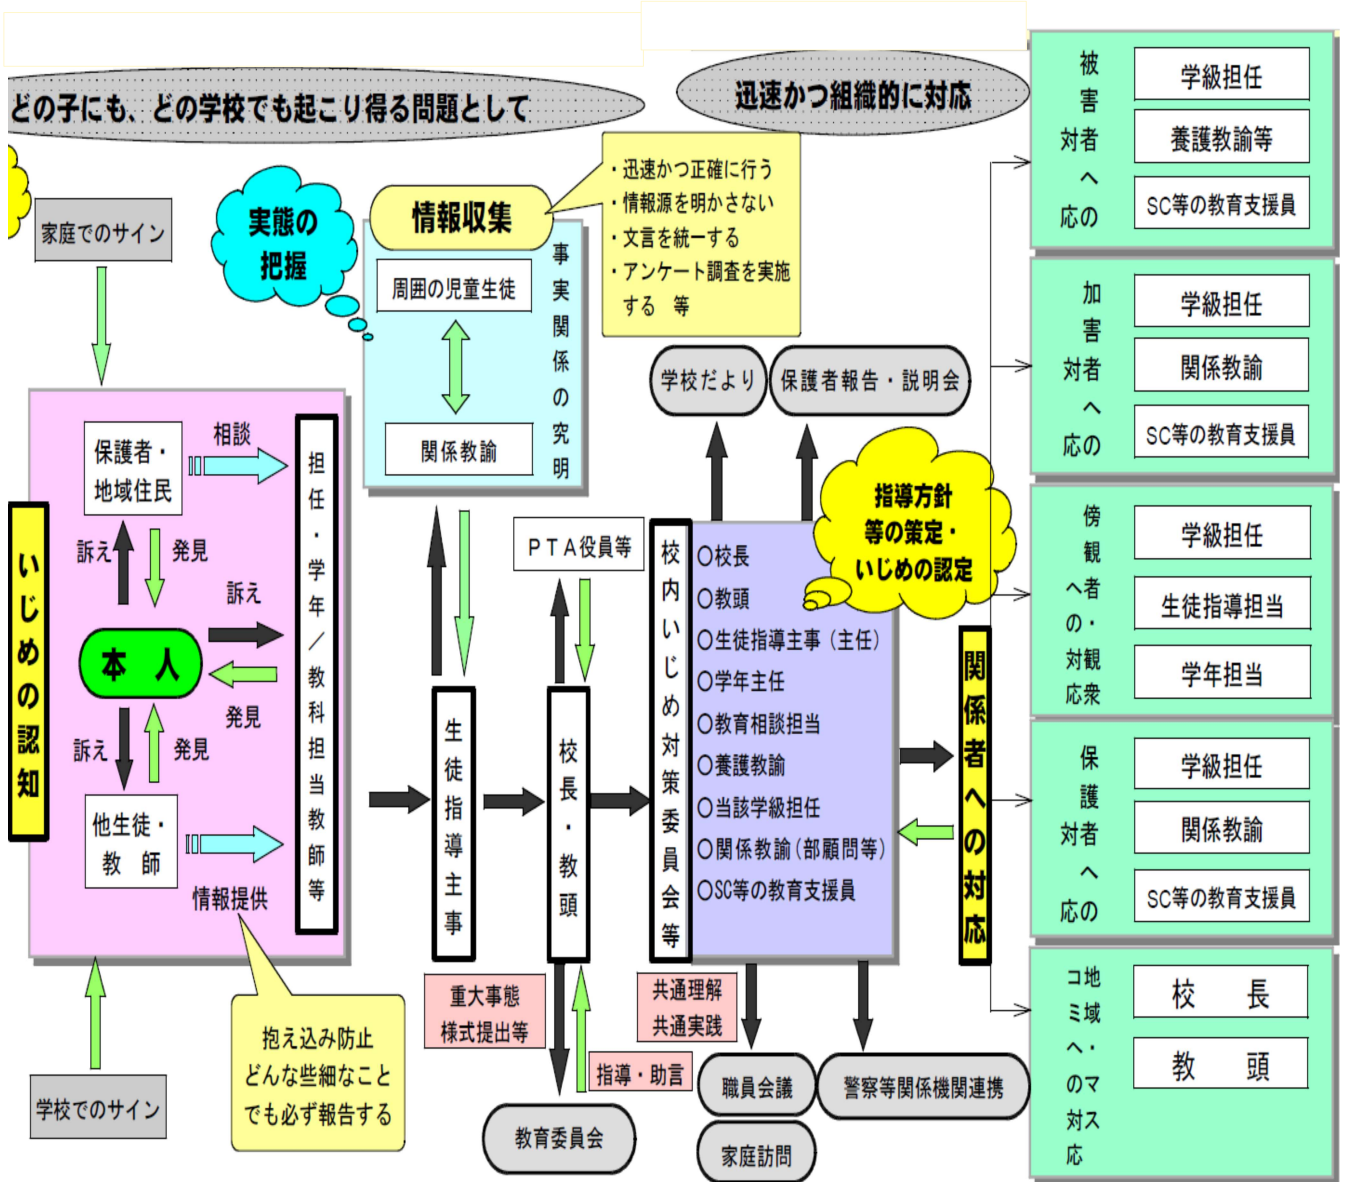 どの子にも、どの学校でも起こり得る問題として
迅速かつ組織的に対応
家庭でのサイン
実態の
把握
情報収集
周囲の児童生徒
関係教諭
事実関係の究明
・迅速かつ正確に行う
・情報源を明かさない
・文言を統一する
・アンケート調査を実施
する　等
いじめの認知
保護者・
地域住民
相談
訴え
発見
訴え
本　人
発見
訴え
発見
他生徒・
教　師
情報提供
担任・学年／教科担当教師等
抱え込み防止
どんな些細なこと
でも必ず報告する
学校でのサイン
生徒指導主事
重大事態
様式提出等
ＰＴＡ役員等
校長・教頭
指導・助言
教育委員会
学校だより
保護者報告・説明会
校内いじめ対策委員会等
○校長
○教頭
○生徒指導主事（主任）
○学年主任
○教育相談担当
○養護教諭
○当該学級担任
○関係教諭（部顧問等）
○SC等の教育支援員
指導方針
等の策定・
いじめの認定
共通理解
共通実践
職員会議
家庭訪問
警察等関係機関連携
関係者への対応
被害者への
対応
学級担任
養護教諭等
SC等の教育支援員
加害者への
対応
学級担任
関係教諭
SC等の教育支援員
傍観者・観衆
への対応
学級担任
生徒指導担当
学年担当
保護者への
対応
学級担任
関係教諭
SC等の教育支援員
地域・マス
コミへの対応
校　長
教　頭